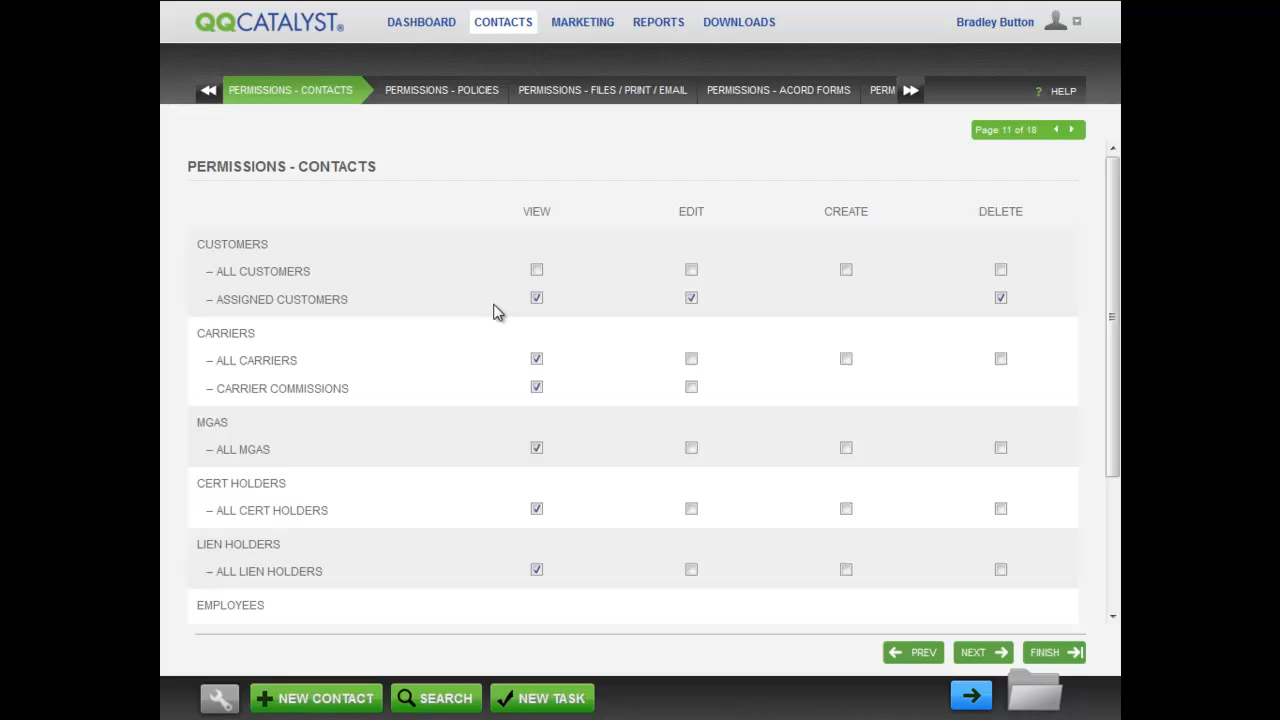 QQCATALYST®
DASHBOARD CONTACTS MARKETING REPORTS DOWNLOADS Bradley Button
PERMISSIONS - CONTACTS PERMISSIONS - POLICIES PERMISSIONS - FILES / PRINT / EMAIL PERMISSIONS - ACORD FORMS PERM ? HELP
Page 11 of 18
PERMISSIONS - CONTACTS
VIEW EDIT CREATE DELETE
CUSTOMERS
– ALL CUSTOMERS
– ASSIGNED CUSTOMERS
CARRIERS
– ALL CARRIERS
– CARRIER COMMISSIONS
MGAS
– ALL MGAS
CERT HOLDERS
– ALL CERT HOLDERS
LIEN HOLDERS
– ALL LIEN HOLDERS
EMPLOYEES
PREV NEXT FINISH
NEW CONTACT SEARCH NEW TASK